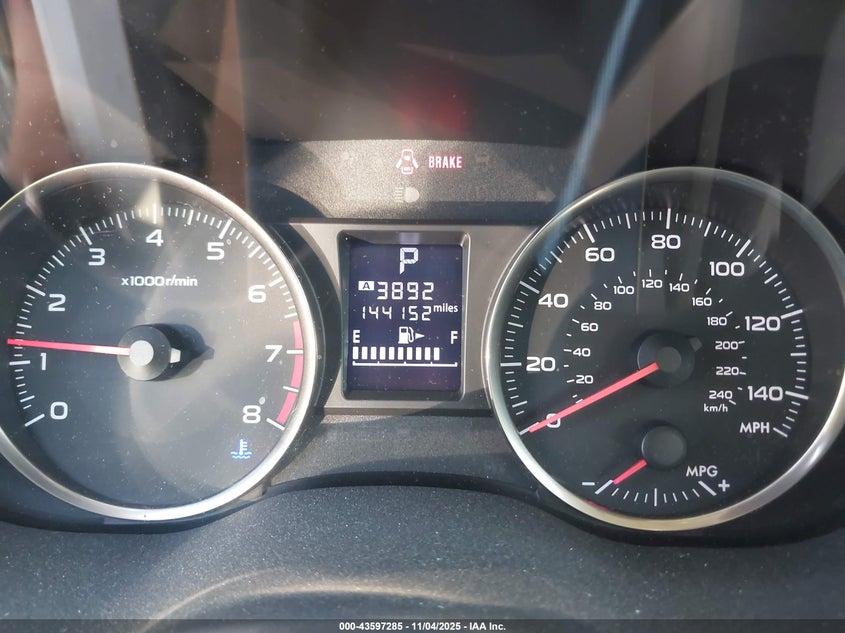 BRAKE
0 1 2 3 4 5 6 7 8
x1000r/min
P
A 3892
144152 miles
E F
0 20 40 60 80 100 120 140
MPH
20 40 60 80 100 120 140 160 180 200 220 240
km/h
MPG
- +
000-43597285 - 11/04/2025 - IAA Inc.